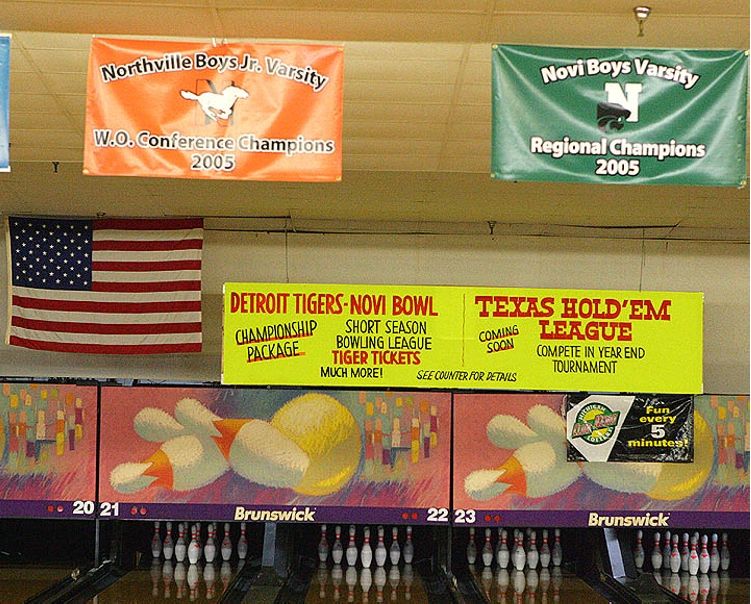 Northville Boys Jr. Varsity
N
W.O. Conference Champions
2005
Novi Boys Varsity
N
Regional Champions
2005
DETROIT TIGERS-NOVI BOWL
CHAMPIONSHIP
PACKAGE
SHORT SEASON
BOWLING LEAGUE
TIGER TICKETS
MUCH MORE!
SEE COUNTER FOR DETAILS
TEXAS HOLD'EM
LEAGUE
COMING
SOON
COMPETE IN YEAR END
TOURNAMENT
MICHIGAN
LOTTERY
Fun
every
5
minutes!
20 21
Brunswick
22 23
Brunswick